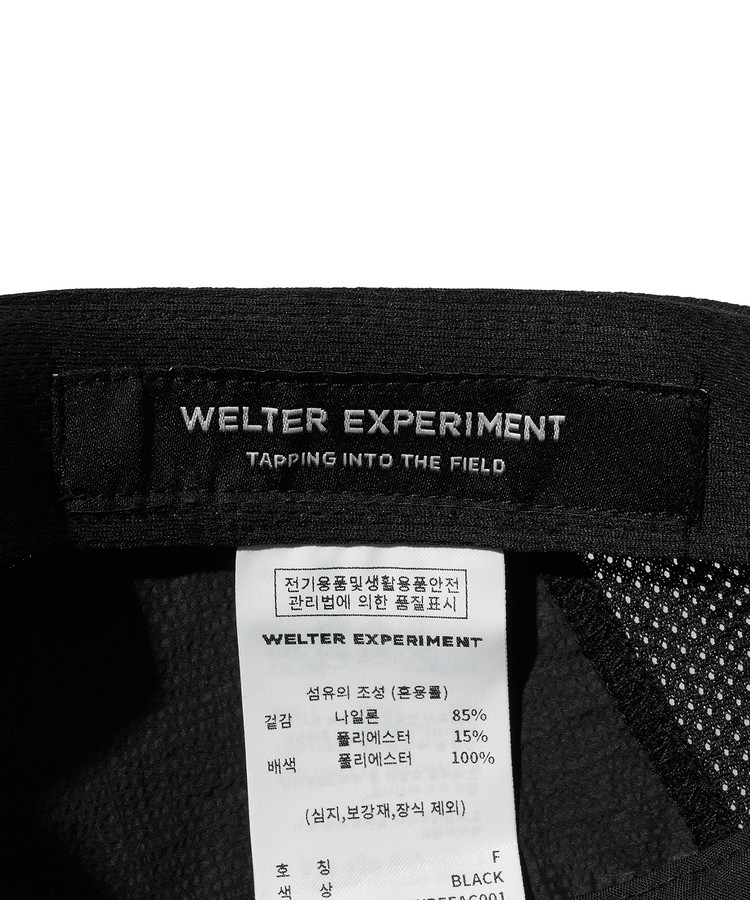 WELTER EXPERIMENT
TAPPING INTO THE FIELD
전기용품및생활용품안전
관리법에 의한 품질표시
WELTER EXPERIMENT
섬유의 조성 (혼용률)
겉감 나일론 85%
폴리에스터 15%
배색 폴리에스터 100%
(심지,보강재,장식 제외)
호 칭 F
색 상 BLACK